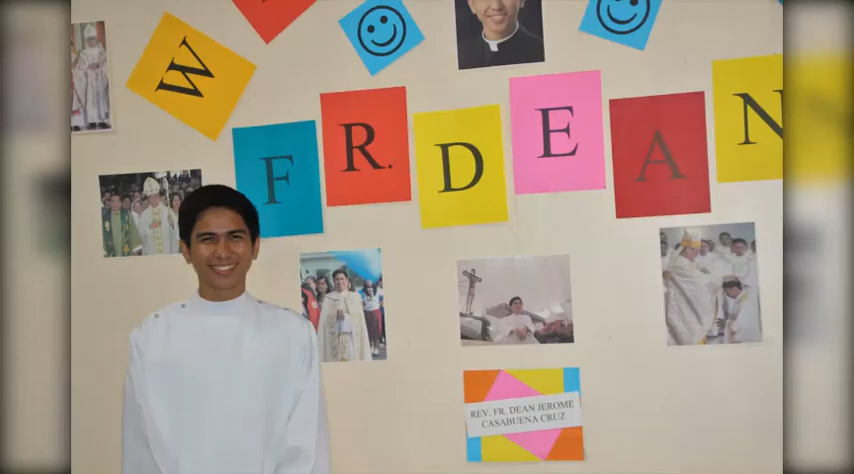 W
FR. DEAN
REV. FR. DEAN JEROME
CASABUENA CRUZ